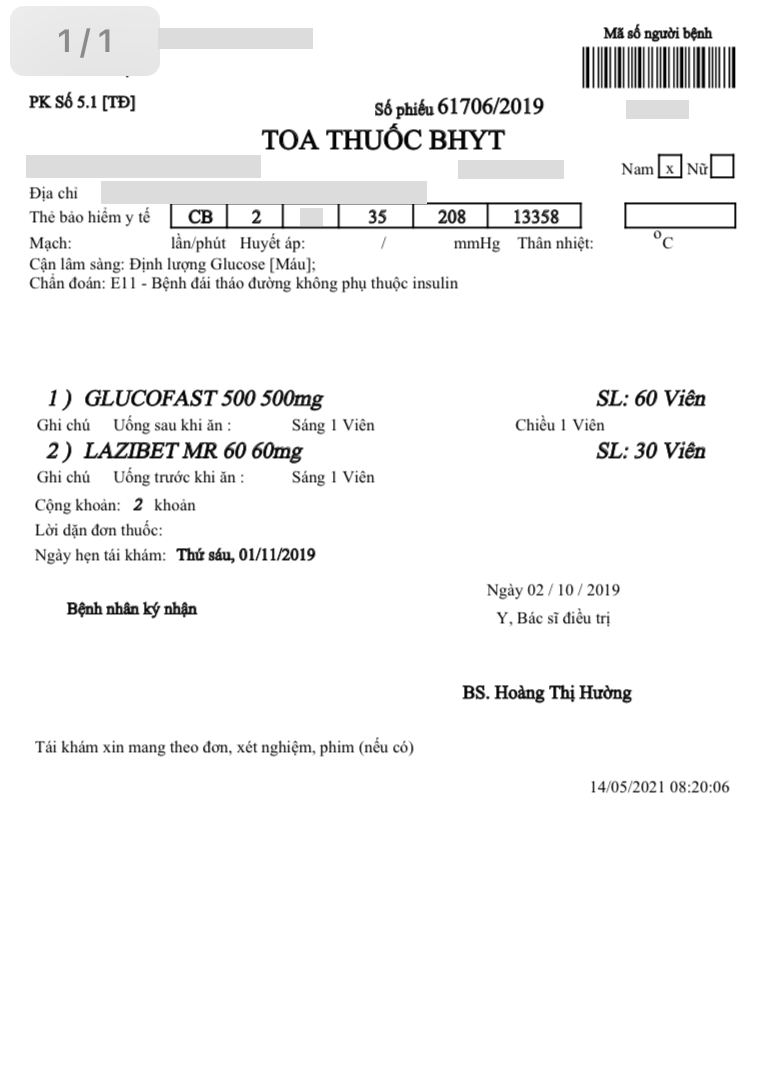 1/1
Mã số người bệnh
PK Số 5.1 [TĐ]
Số phiếu 61706/2019
TOA THUỐC BHYT
Nam x Nữ
Địa chỉ
Thẻ bảo hiểm y tế CB 2 35 208 13358
Mạch: lần/phút Huyết áp: / mmHg Thân nhiệt: °C
Cận lâm sàng: Định lượng Glucose [Máu];
Chẩn đoán: E11 - Bệnh đái tháo đường không phụ thuộc insulin
1 ) GLUCOFAST 500 500mg SL: 60 Viên
Ghi chú Uống sau khi ăn : Sáng 1 Viên Chiều 1 Viên
2 ) LAZIBET MR 60 60mg SL: 30 Viên
Ghi chú Uống trước khi ăn : Sáng 1 Viên
Cộng khoản: 2 khoản
Lời dặn đơn thuốc:
Ngày hẹn tái khám: Thứ sáu, 01/11/2019
Ngày 02 / 10 / 2019
Bệnh nhân ký nhận
Y, Bác sĩ điều trị
BS. Hoàng Thị Hường
Tái khám xin mang theo đơn, xét nghiệm, phim (nếu có)
14/05/2021 08:20:06